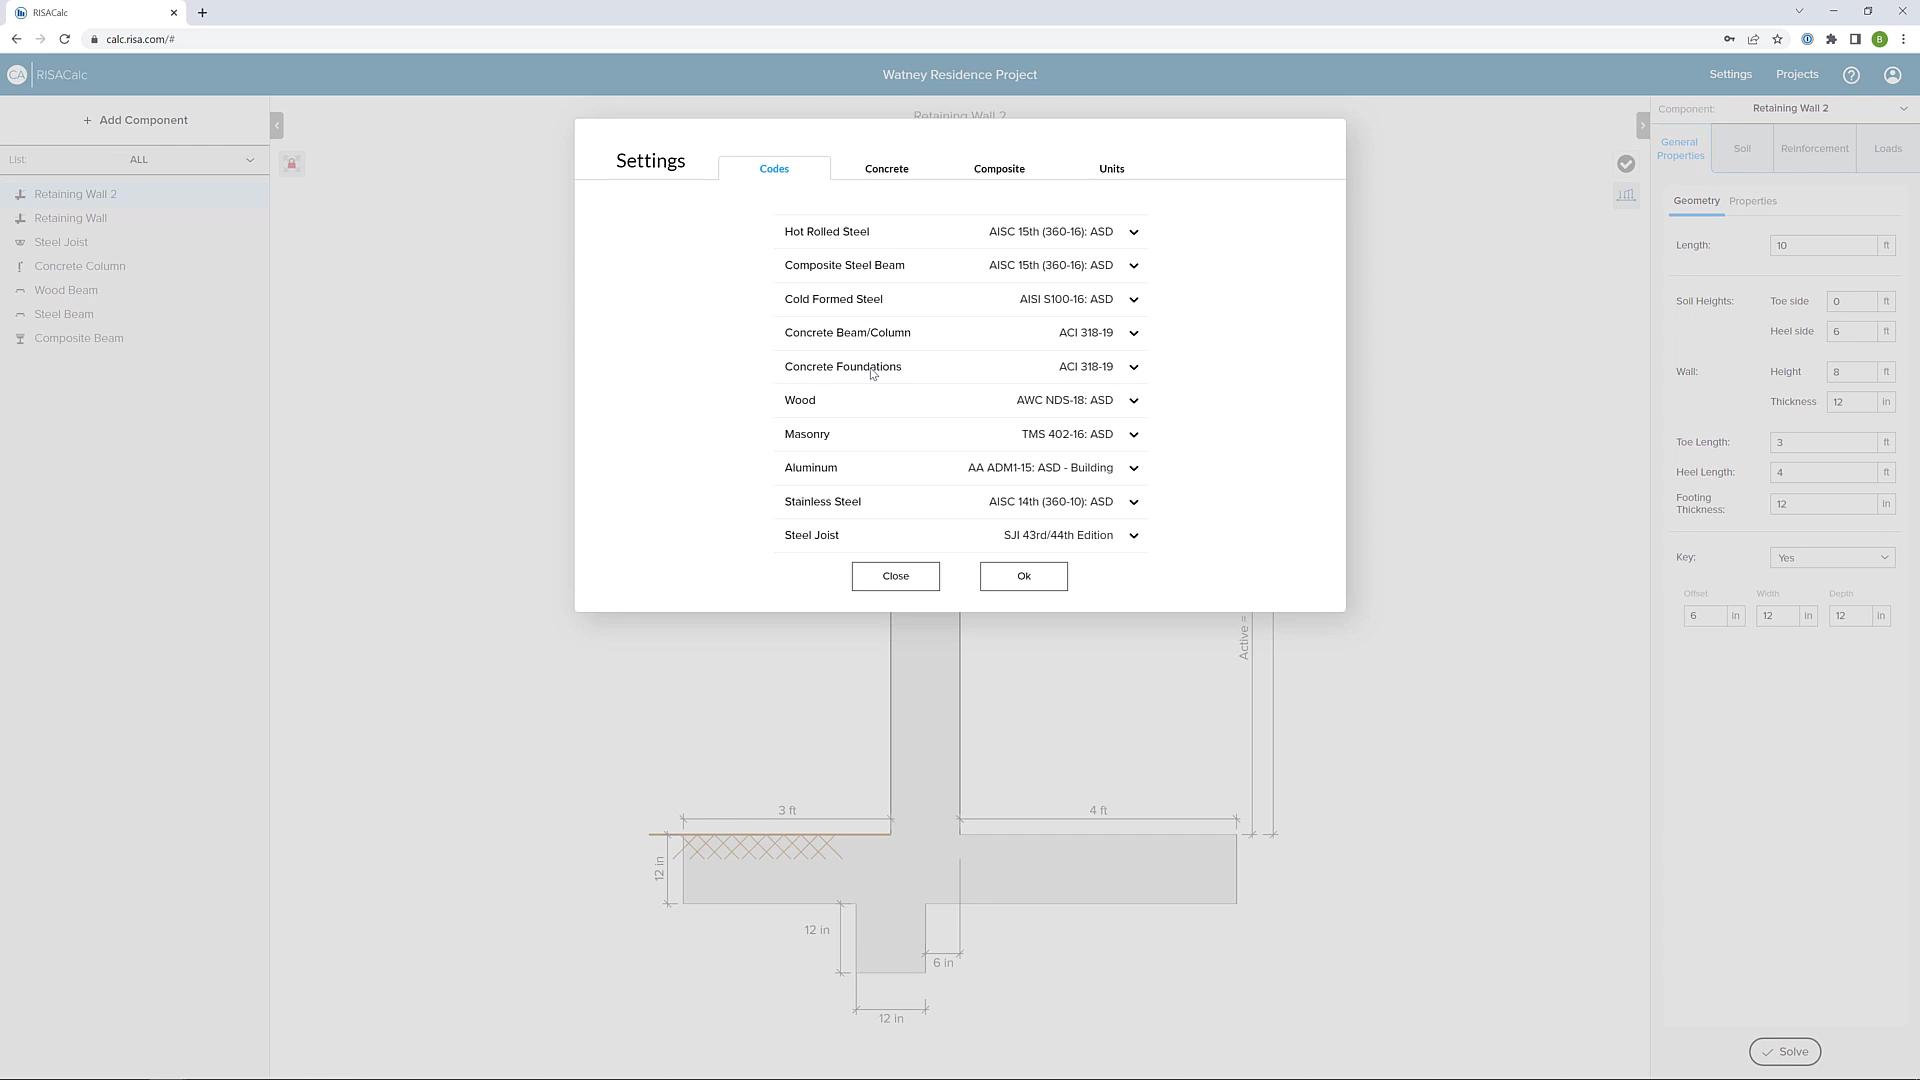 RISACalc
calc.risa.com/#
B
CA RISACalc
Watney Residence Project
Settings
Projects
+ Add Component
List:
ALL
Retaining Wall 2
Retaining Wall
Steel Joist
Concrete Column
Wood Beam
Steel Beam
Composite Beam
Retaining Wall 2
Settings
Codes
Concrete
Composite
Units
Hot Rolled Steel AISC 15th (360-16): ASD
Composite Steel Beam AISC 15th (360-16): ASD
Cold Formed Steel AISI S100-16: ASD
Concrete Beam/Column ACI 318-19
Concrete Foundations ACI 318-19
Wood AWC NDS-18: ASD
Masonry TMS 402-16: ASD
Aluminum AA ADM1-15: ASD - Building
Stainless Steel AISC 14th (360-10): ASD
Steel Joist SJI 43rd/44th Edition
Close
Ok
Active =
3 ft
4 ft
12 in
12 in
6 in
12 in
Component: Retaining Wall 2
General Properties
Soil
Reinforcement
Loads
Geometry
Properties
Length: 10 ft
Soil Heights: Toe side 0 ft
Heel side 6 ft
Wall: Height 8 ft
Thickness 12 in
Toe Length: 3 ft
Heel Length: 4 ft
Footing Thickness: 12 in
Key: Yes
Offset Width Depth
6 in 12 in 12 in
Solve